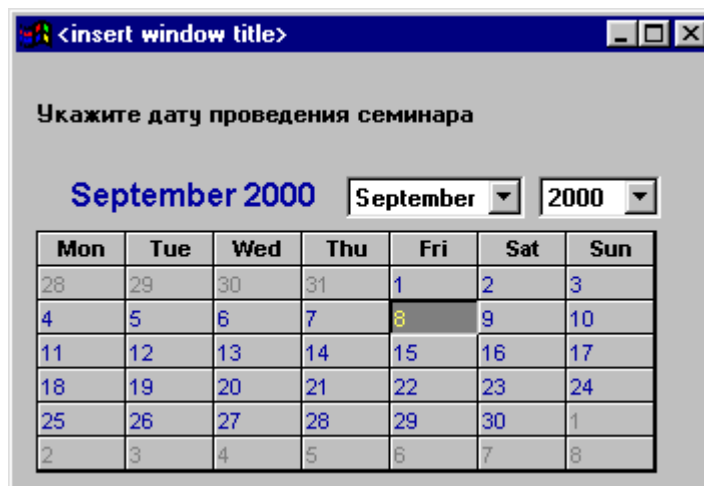 <insert window title>
Укажите дату проведения семинара
September 2000 September 2000
Mon Tue Wed Thu Fri Sat Sun
28 29 30 31 1 2 3
4 5 6 7 8 9 10
11 12 13 14 15 16 17
18 19 20 21 22 23 24
25 26 27 28 29 30 1
2 3 4 5 6 7 8